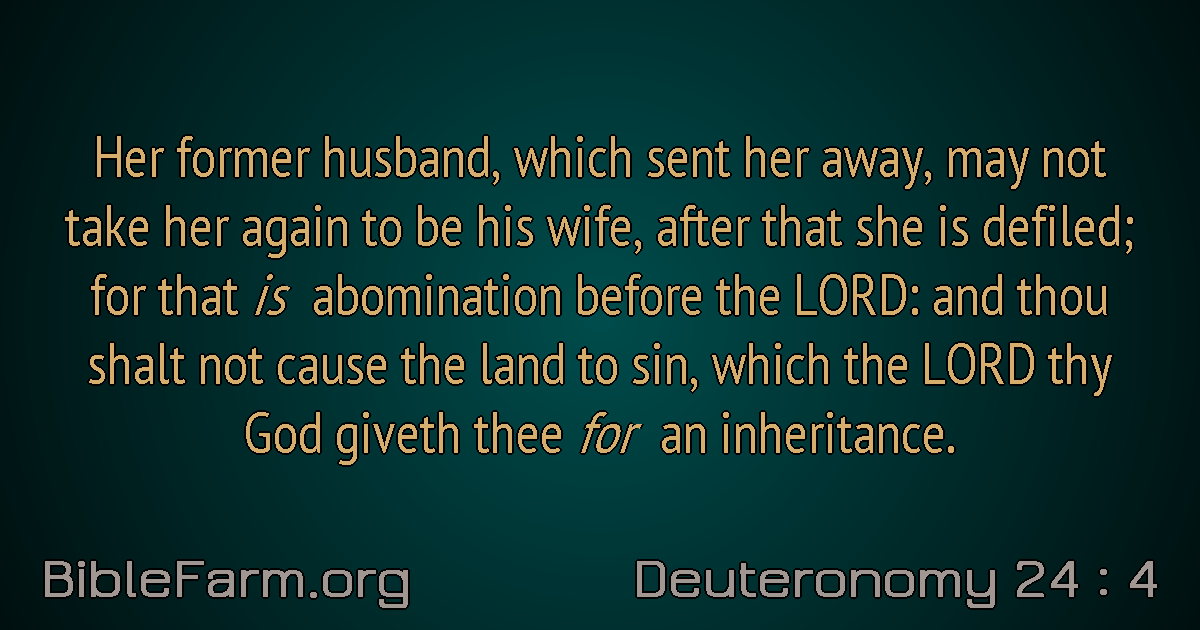 Her former husband, which sent her away, may not
take her again to be his wife, after that she is defiled;
for that is abomination before the LORD: and thou
shalt not cause the land to sin, which the LORD thy
God giveth thee for an inheritance.
BibleFarm.org
Deuteronomy 24 : 4